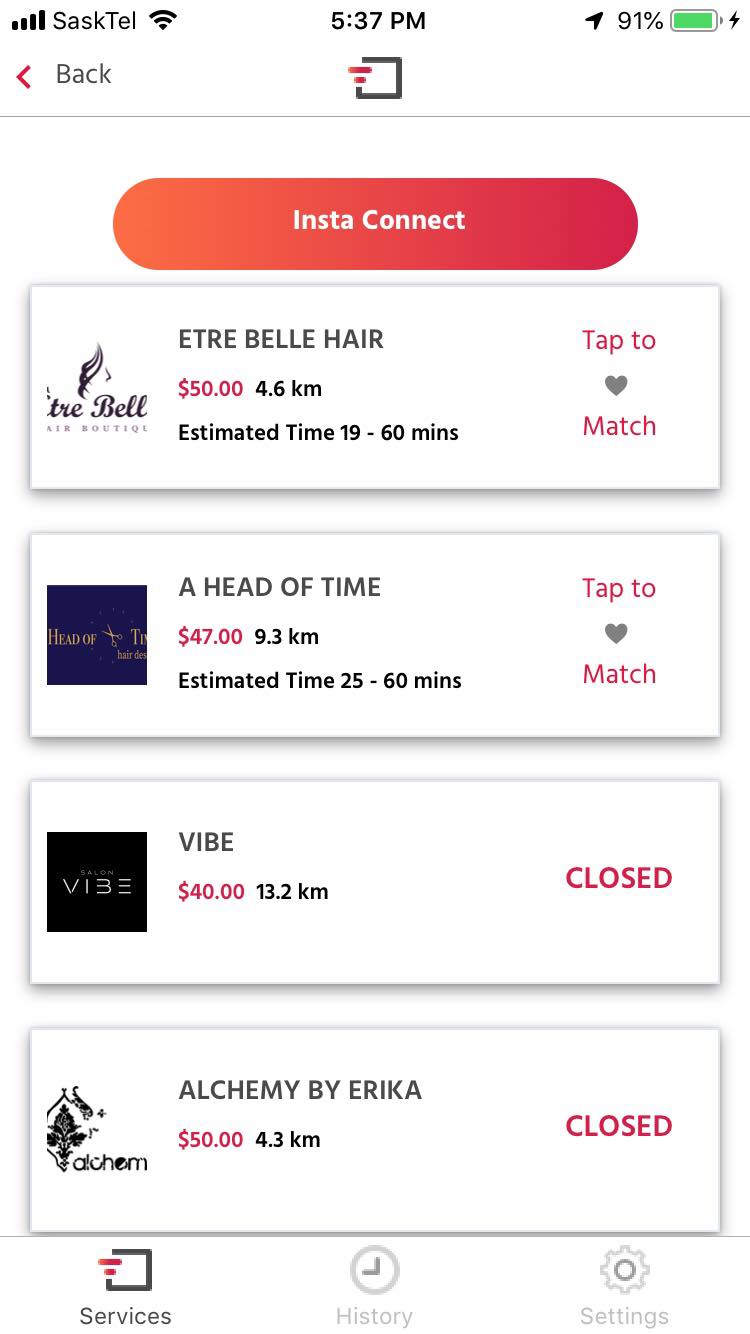 SaskTel 5:37 PM 91%
Back
Insta Connect
ETRE BELLE HAIR
$50.00 4.6 km
Estimated Time 19 - 60 mins
Tap to
Match
tre Bell
AIR BOUTIQU
A HEAD OF TIME
$47.00 9.3 km
Estimated Time 25 - 60 mins
Tap to
Match
HEAD OF TIM
hair des
VIBE
$40.00 13.2 km
CLOSED
SALON
VIBE
ALCHEMY BY ERIKA
$50.00 4.3 km
CLOSED
alchem
Services History Settings